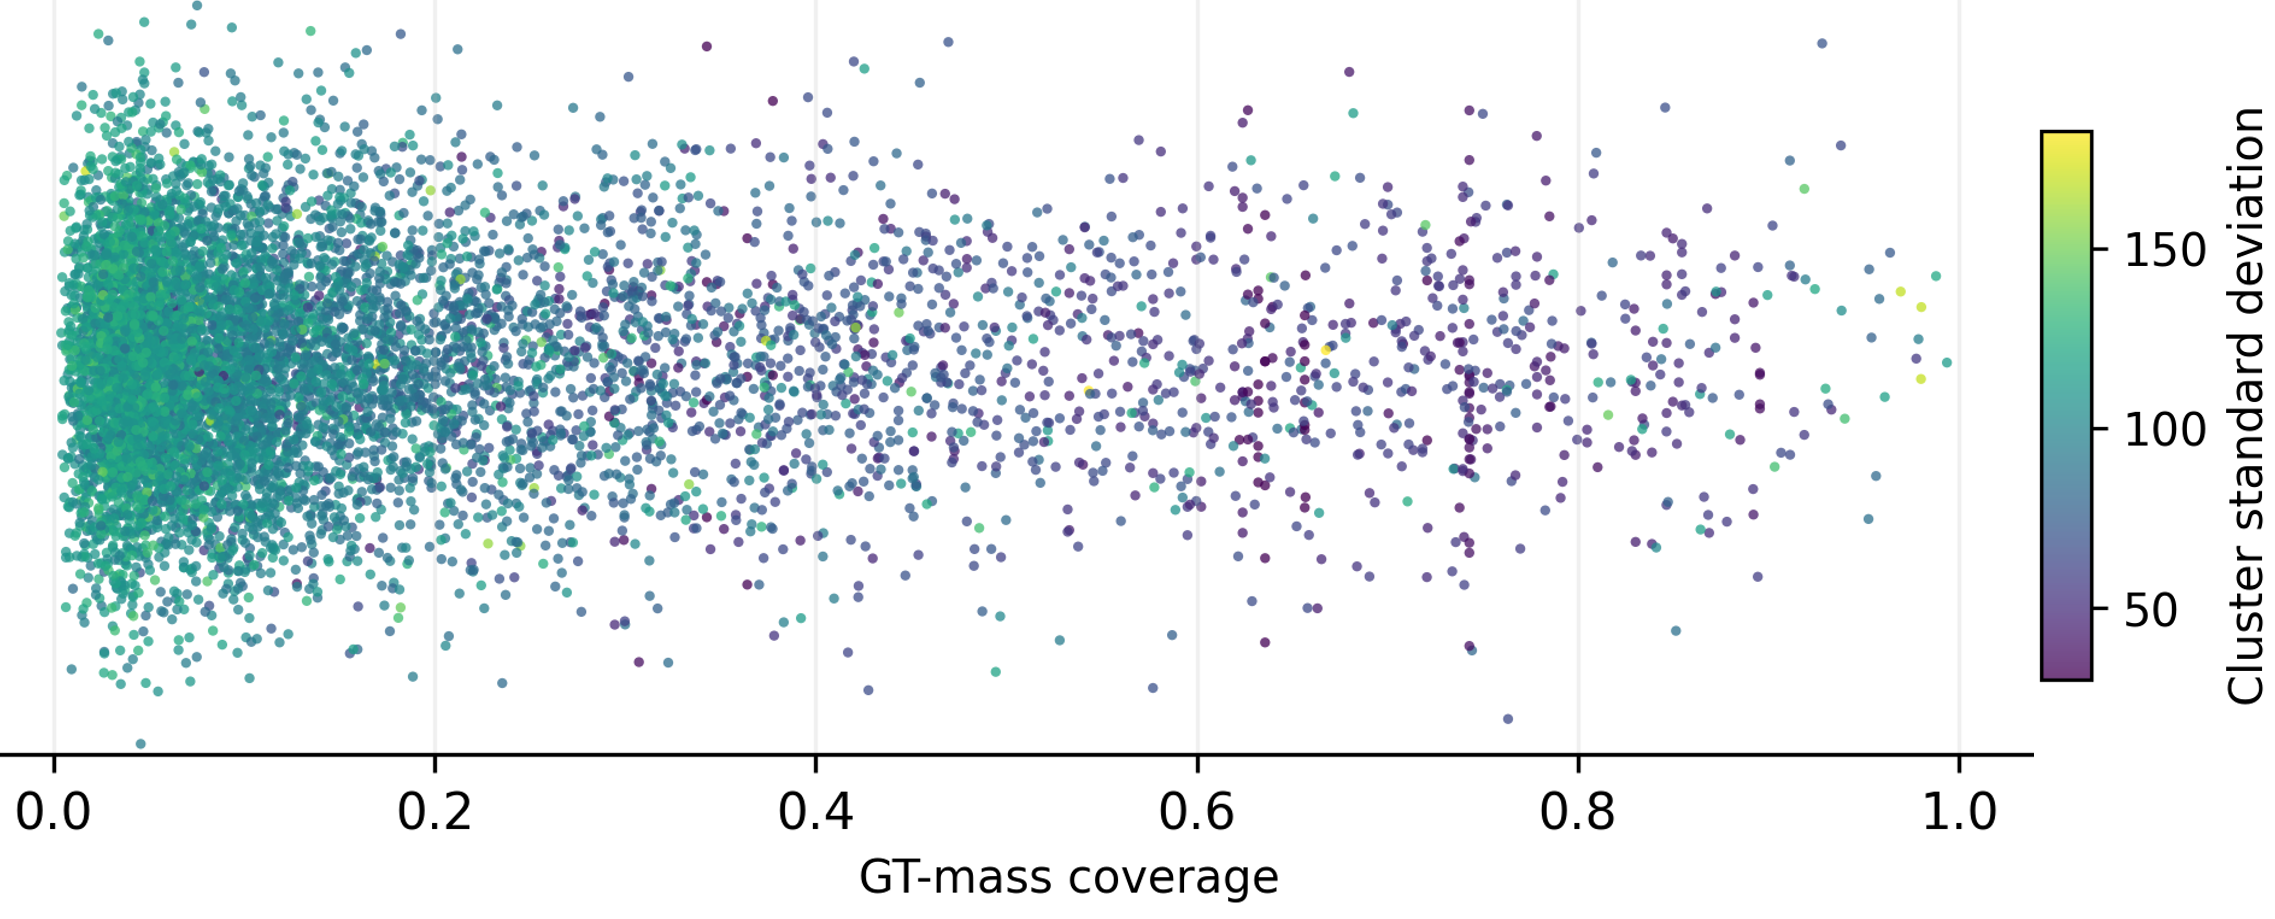 150
100
50
Cluster standard deviation
0.0 0.2 0.4 0.6 0.8 1.0
GT-mass coverage